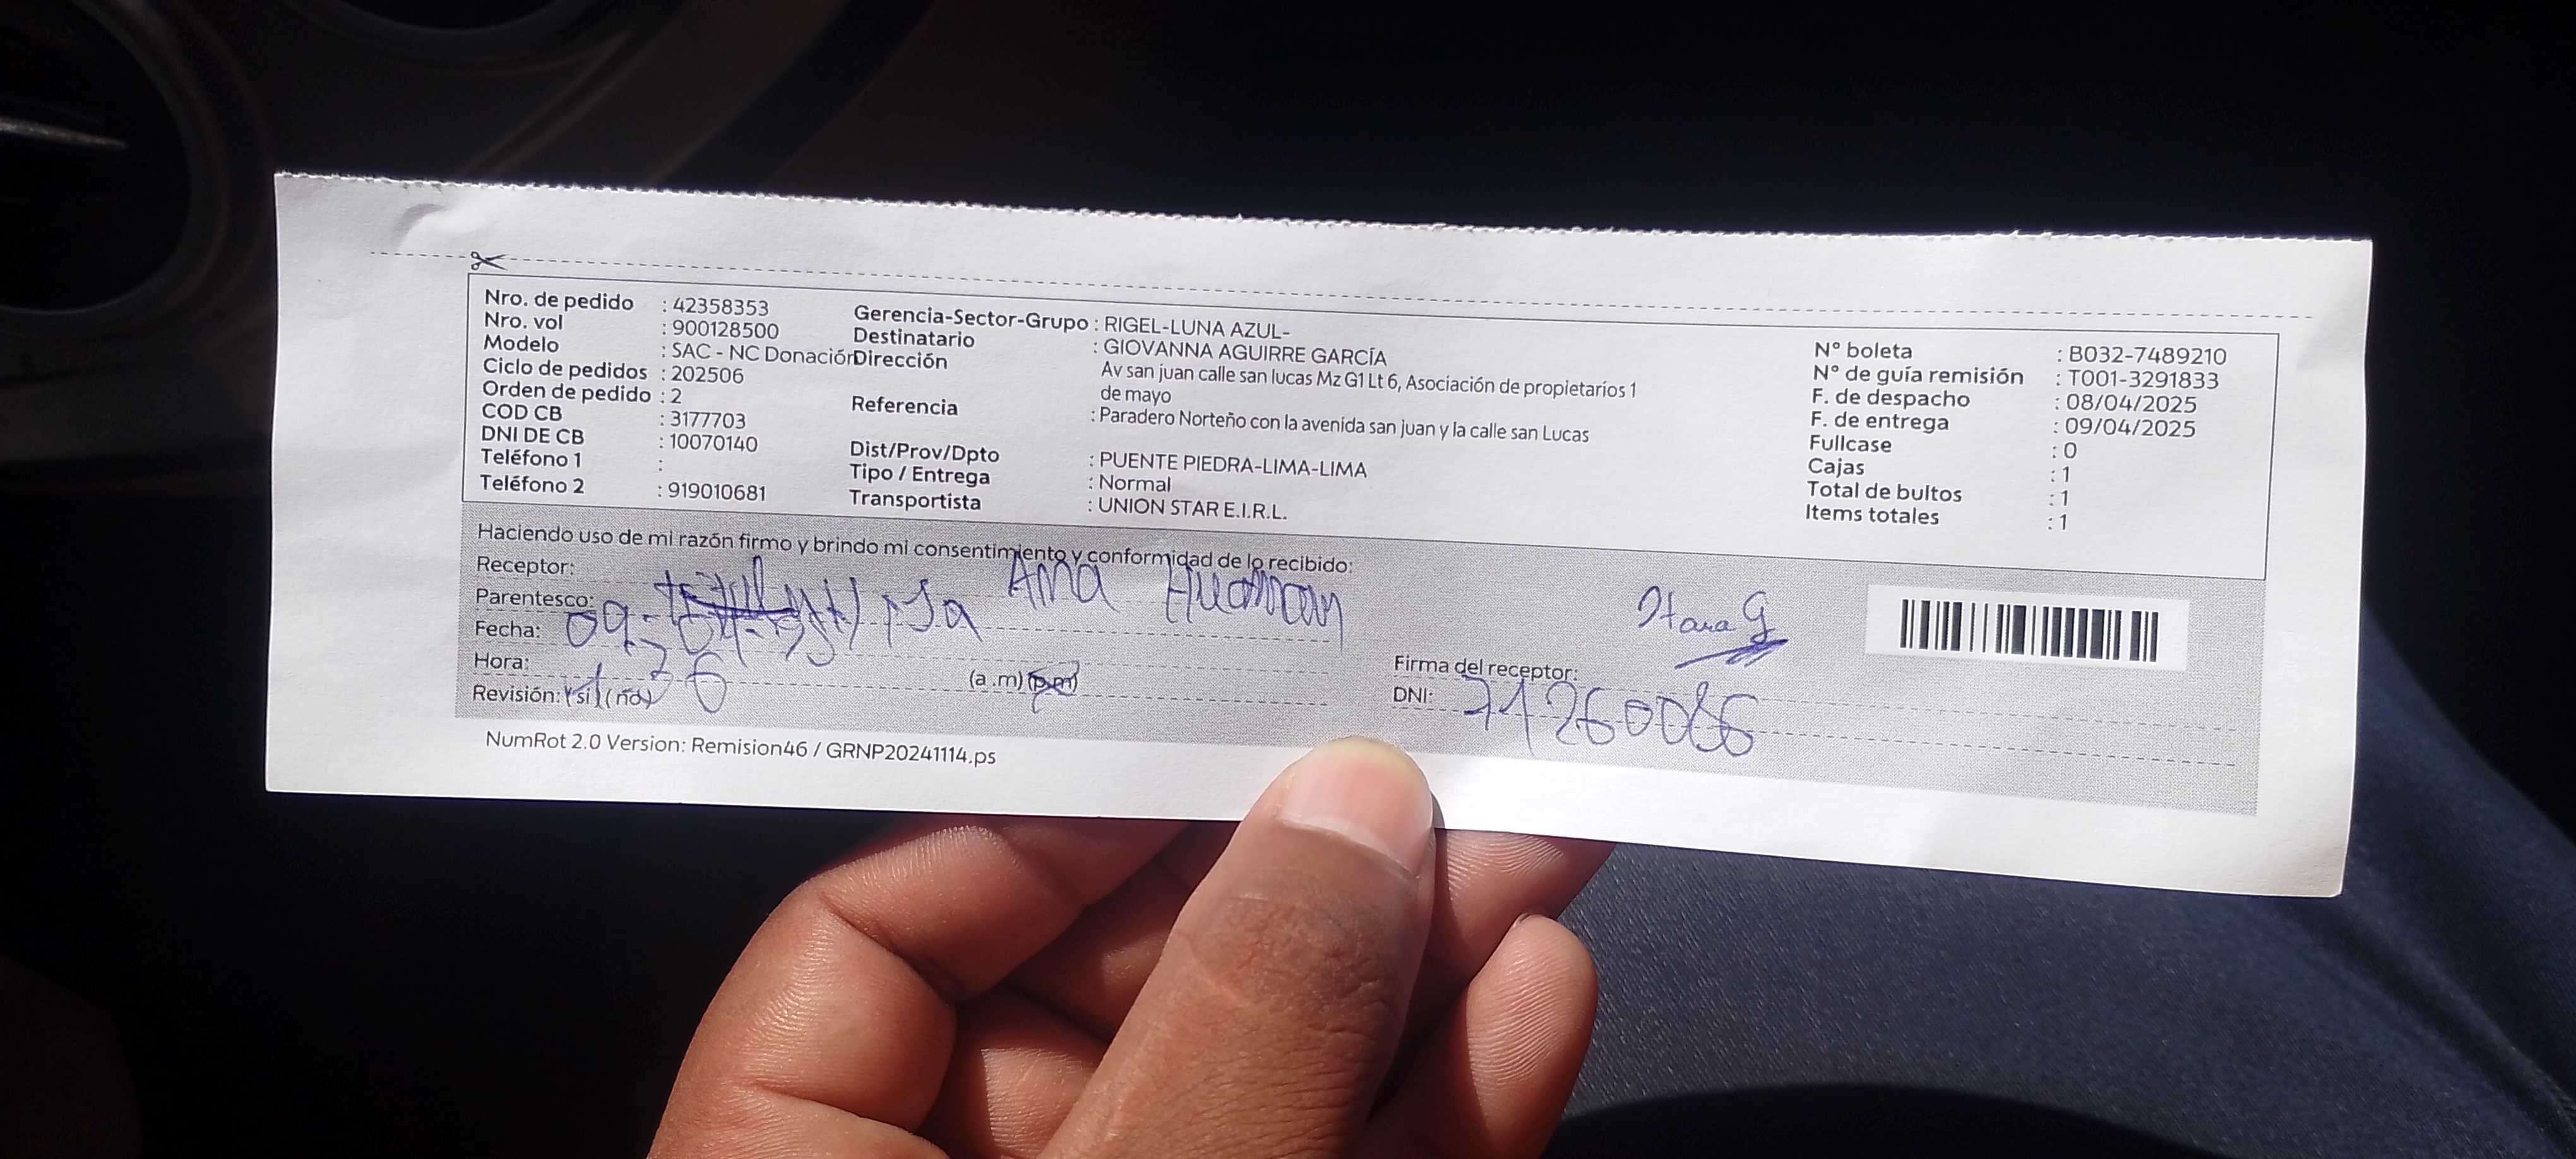 Nro. de pedido : 42358353
Nro. vol : 900128500
Modelo : SAC - NC Donación
Ciclo de pedidos : 202506
Orden de pedido : 2
COD CB : 3177703
DNI DE CB : 10070140
Teléfono 1 :
Teléfono 2 : 919010681
Gerencia-Sector-Grupo : RIGEL-LUNA AZUL-
Destinatario : GIOVANNA AGUIRRE GARCÍA
Dirección Av san juan calle san lucas Mz G1 Lt 6, Asociación de propietarios 1
de mayo
Referencia : Paradero Norteño con la avenida san juan y la calle san Lucas
Dist/Prov/Dpto : PUENTE PIEDRA-LIMA-LIMA
Tipo / Entrega : Normal
Transportista : UNION STAR E.I.R.L.
N° boleta : B032-7489210
N° de guía remisión : T001-3291833
F. de despacho : 08/04/2025
F. de entrega : 09/04/2025
Fullcase : 0
Cajas : 1
Total de bultos : 1
Items totales : 1
Haciendo uso de mi razón firmo y brindo mi consentimiento y conformidad de lo recibido:
Receptor: Ana Huaman
Parentesco:
Fecha: 09-04-
Hora: (a .m) (p.m)
Revisión: (si) (no)
Firma del receptor:
DNI: 71260086
NumRot 2.0 Version: Remision46 / GRNP20241114.ps